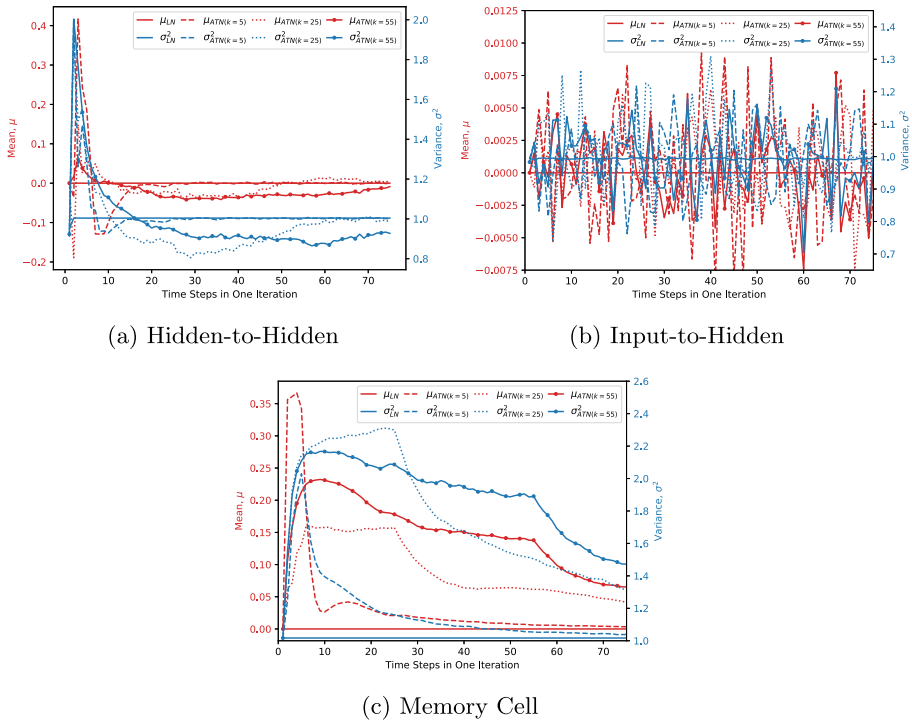 μ_LN μ_ATN(k=5) μ_ATN(k=25) μ_ATN(k=55)
σ²_LN σ²_ATN(k=5) σ²_ATN(k=25) σ²_ATN(k=55)
0.4
0.3
0.2
0.1
0.0
−0.1
−0.2
Mean, μ
2.0
1.8
1.6
1.4
1.2
1.0
0.8
Variance, σ²
0 10 20 30 40 50 60 70
Time Steps in One Iteration
(a) Hidden-to-Hidden
μ_LN μ_ATN(k=5) μ_ATN(k=25) μ_ATN(k=55)
σ²_LN σ²_ATN(k=5) σ²_ATN(k=25) σ²_ATN(k=55)
0.0125
0.0100
0.0075
0.0050
0.0025
0.0000
−0.0025
−0.0050
−0.0075
Mean, μ
1.4
1.3
1.2
1.1
1.0
0.9
0.8
0.7
Variance, σ²
0 10 20 30 40 50 60 70
Time Steps in One Iteration
(b) Input-to-Hidden
μ_LN μ_ATN(k=5) μ_ATN(k=25) μ_ATN(k=55)
σ²_LN σ²_ATN(k=5) σ²_ATN(k=25) σ²_ATN(k=55)
0.35
0.30
0.25
0.20
0.15
0.10
0.05
0.00
Mean, μ
2.6
2.4
2.2
2.0
1.8
1.6
1.4
1.2
1.0
Variance, σ²
0 10 20 30 40 50 60 70
Time Steps in One Iteration
(c) Memory Cell